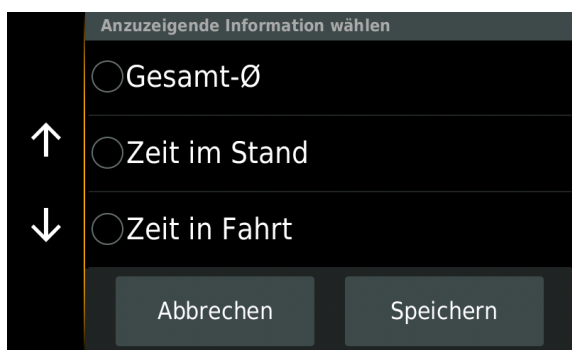 Anzuzeigende Information wählen
Gesamt-Ø
Zeit im Stand
Zeit in Fahrt
Abbrechen
Speichern